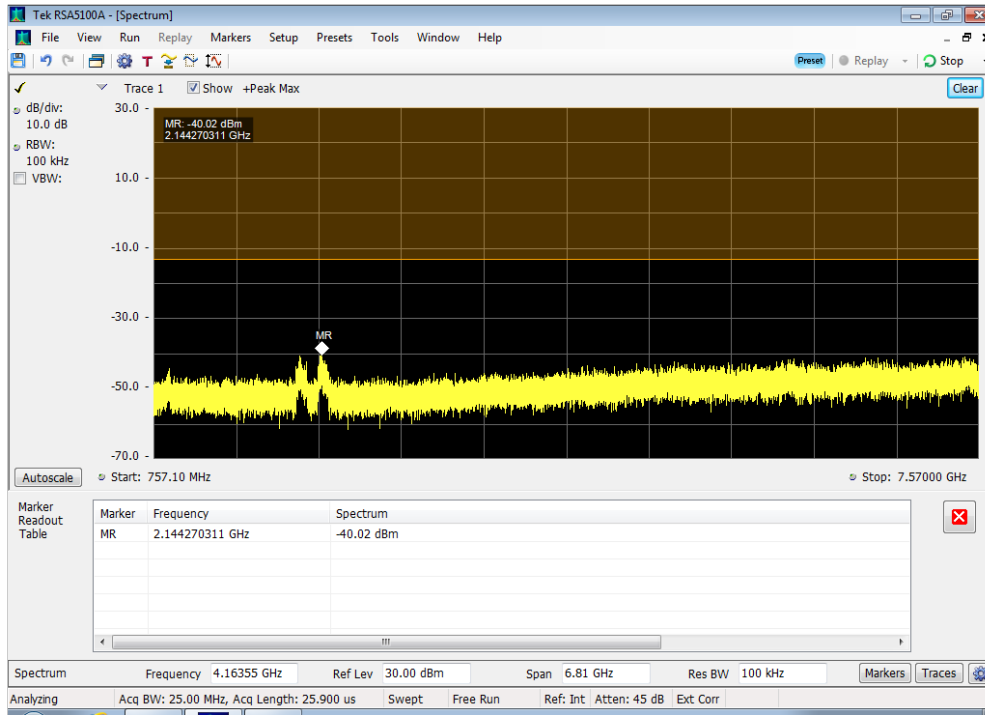 Tek RSA5100A - [Spectrum]
File View Run Replay Markers Setup Presets Tools Window Help
T Preset Replay Stop
Trace 1 Show +Peak Max Clear
dB/div:
10.0 dB
RBW:
100 kHz
VBW:
30.0 -
10.0 -
-10.0 -
-30.0 -
-50.0 -
-70.0 -
MR: -40.02 dBm
2.144270311 GHz
MR
Autoscale Start: 757.10 MHz Stop: 7.57000 GHz
Marker
Readout
Table
Marker Frequency Spectrum
MR 2.144270311 GHz -40.02 dBm
Spectrum Frequency 4.16355 GHz Ref Lev 30.00 dBm Span 6.81 GHz Res BW 100 kHz Markers Traces
Analyzing Acq BW: 25.00 MHz, Acq Length: 25.900 us Swept Free Run Ref: Int Atten: 45 dB Ext Corr